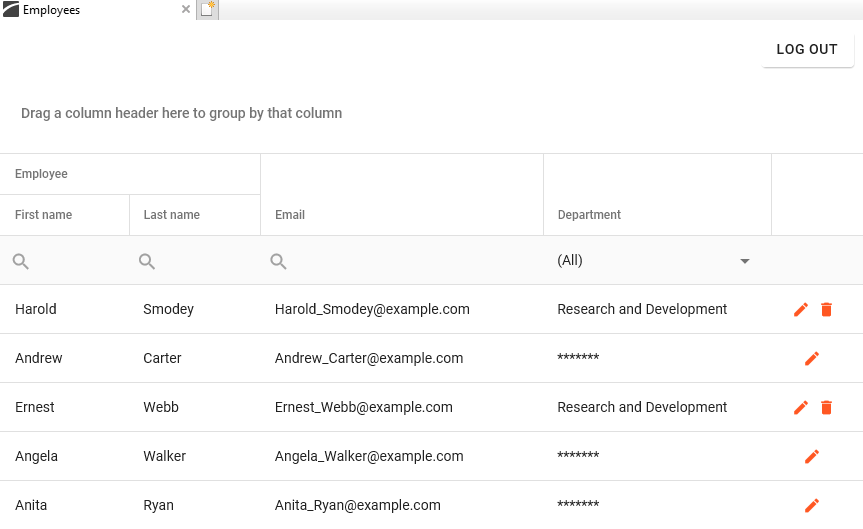 Employees
LOG OUT
Drag a column header here to group by that column
Employee
First name Last name Email Department
(All)
Harold Smodey Harold_Smodey@example.com Research and Development
Andrew Carter Andrew_Carter@example.com *******
Ernest Webb Ernest_Webb@example.com Research and Development
Angela Walker Angela_Walker@example.com *******
Anita Ryan Anita_Ryan@example.com *******